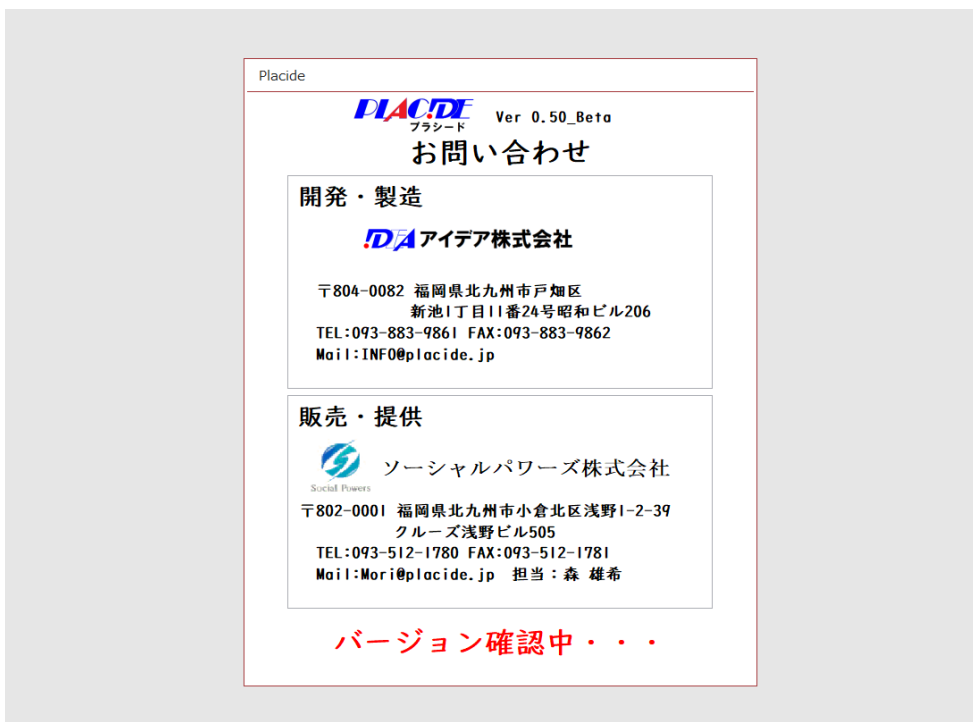 Placide
PLAC!DE
プラシード
Ver 0.50_Beta
お問い合わせ
開発・製造
!DEA アイデア株式会社
〒804-0082 福岡県北九州市戸畑区
新池1丁目11番24号昭和ビル206
TEL:093-883-9861 FAX:093-883-9862
Mail:INFO@placide.jp
販売・提供
Social Powers
ソーシャルパワーズ株式会社
〒802-0001 福岡県北九州市小倉北区浅野1-2-39
クルーズ浅野ビル505
TEL:093-512-1780 FAX:093-512-1781
Mail:Mori@placide.jp 担当：森 雄希
バージョン確認中・・・